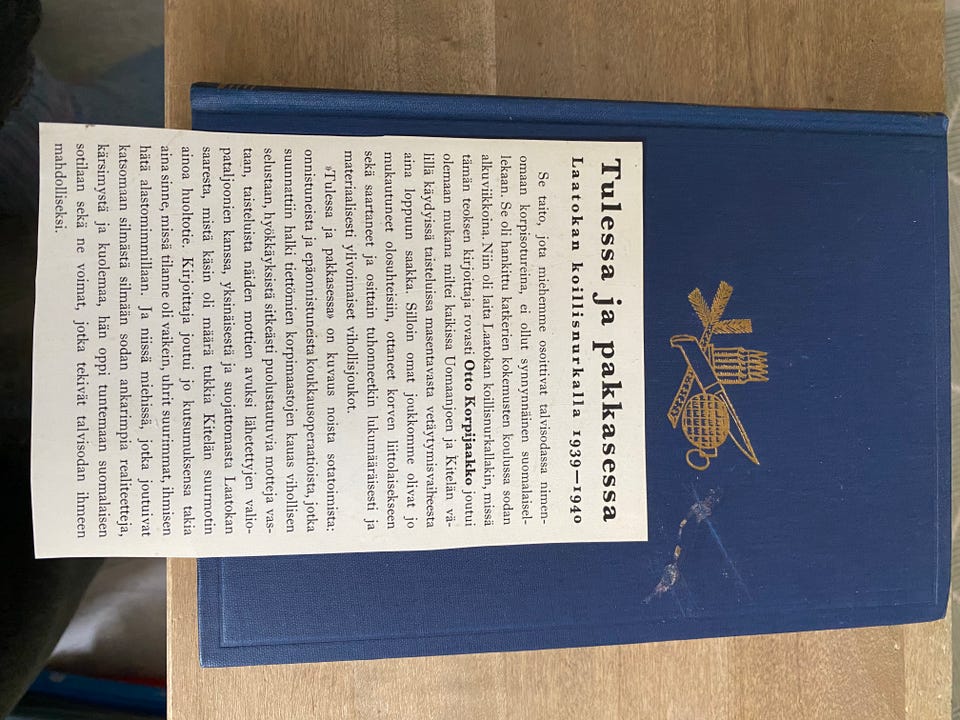 Tulessa ja pakkasessa
Laatokan koillisnurkalla 1939—1940
Se taito, jota miehemme osoittivat talvisodassa nimen-
omaan korpisotureina, ei ollut synnynnäinen suomalaisel-
lekaan. Se oli hankittu katkerien kokemusten koulussa sodan
alkuviikkoina. Niin oli laita Laatokan koillisnurkallakin, missä
tämän teoksen kirjoittaja rovasti Otto Korpijaakko joutui
olemaan mukana miltei kaikissa Uomaanjoen ja Kitelän vä-
lillä käydyissä taisteluissa masentavasta vetäytymisvaiheesta
aina loppuun saakka. Silloin omat joukkomme olivat jo
mukautuneet olosuhteisiin, ottaneet korven liittolaisekseen
sekä saartaneet ja osittain tuhonneetkin lukumääräisesti ja
materiaalisesti ylivoimaiset vihollisjoukot.
»Tulessa ja pakkasessa» on kuvaus noista sotatoimista:
onnistuneista ja epäonnistuneista koukkausoperaatioista, jotka
suunnattiin halki tiettömien korpimaastojen kauas vihollisen
selustaan, hyökkäyksistä sitkeästi puolustautuvia motteja vas-
taan, taisteluista näiden mottien avuksi lähetettyjen valio-
pataljoonien kanssa, yksinäisestä ja suojattomasta Laatokan
saaresta, mistä käsin oli määrä tukkia Kitelän suurmotin
ainoa huoltotie. Kirjoittaja joutui jo kutsumuksensa takia
aina sinne, missä tilanne oli vaikein, uhrit suurimmat, ihmisen
hätä alastomimmillaan. Ja niissä miehissä, jotka joutuivat
katsomaan silmästä silmään sodan ankarimpia realiteetteja,
kärsimystä ja kuolemaa, hän oppi tuntemaan suomalaisen
sotilaan sekä ne voimat, jotka tekivät talvisodan ihmeen
mahdolliseksi.